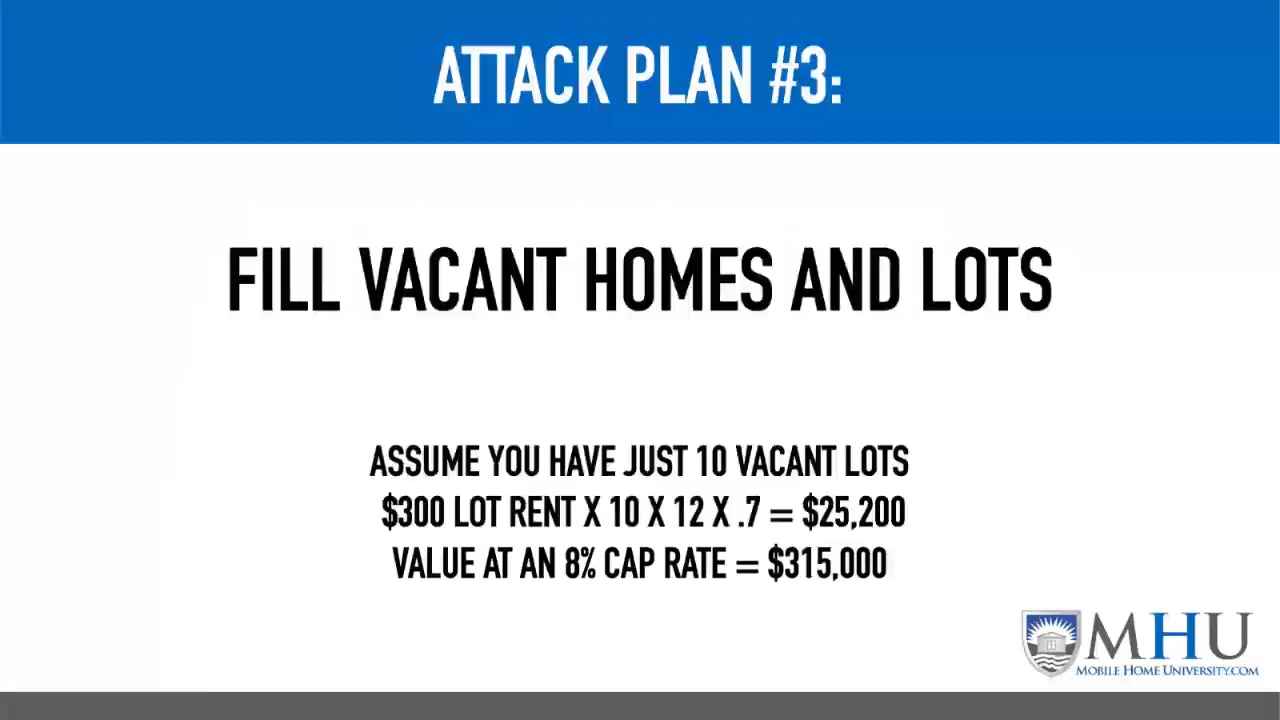 ATTACK PLAN #3:
FILL VACANT HOMES AND LOTS
ASSUME YOU HAVE JUST 10 VACANT LOTS
$300 LOT RENT X 10 X 12 X .7 = $25,200
VALUE AT AN 8% CAP RATE = $315,000
MHU
MOBILE HOME UNIVERSITY.COM